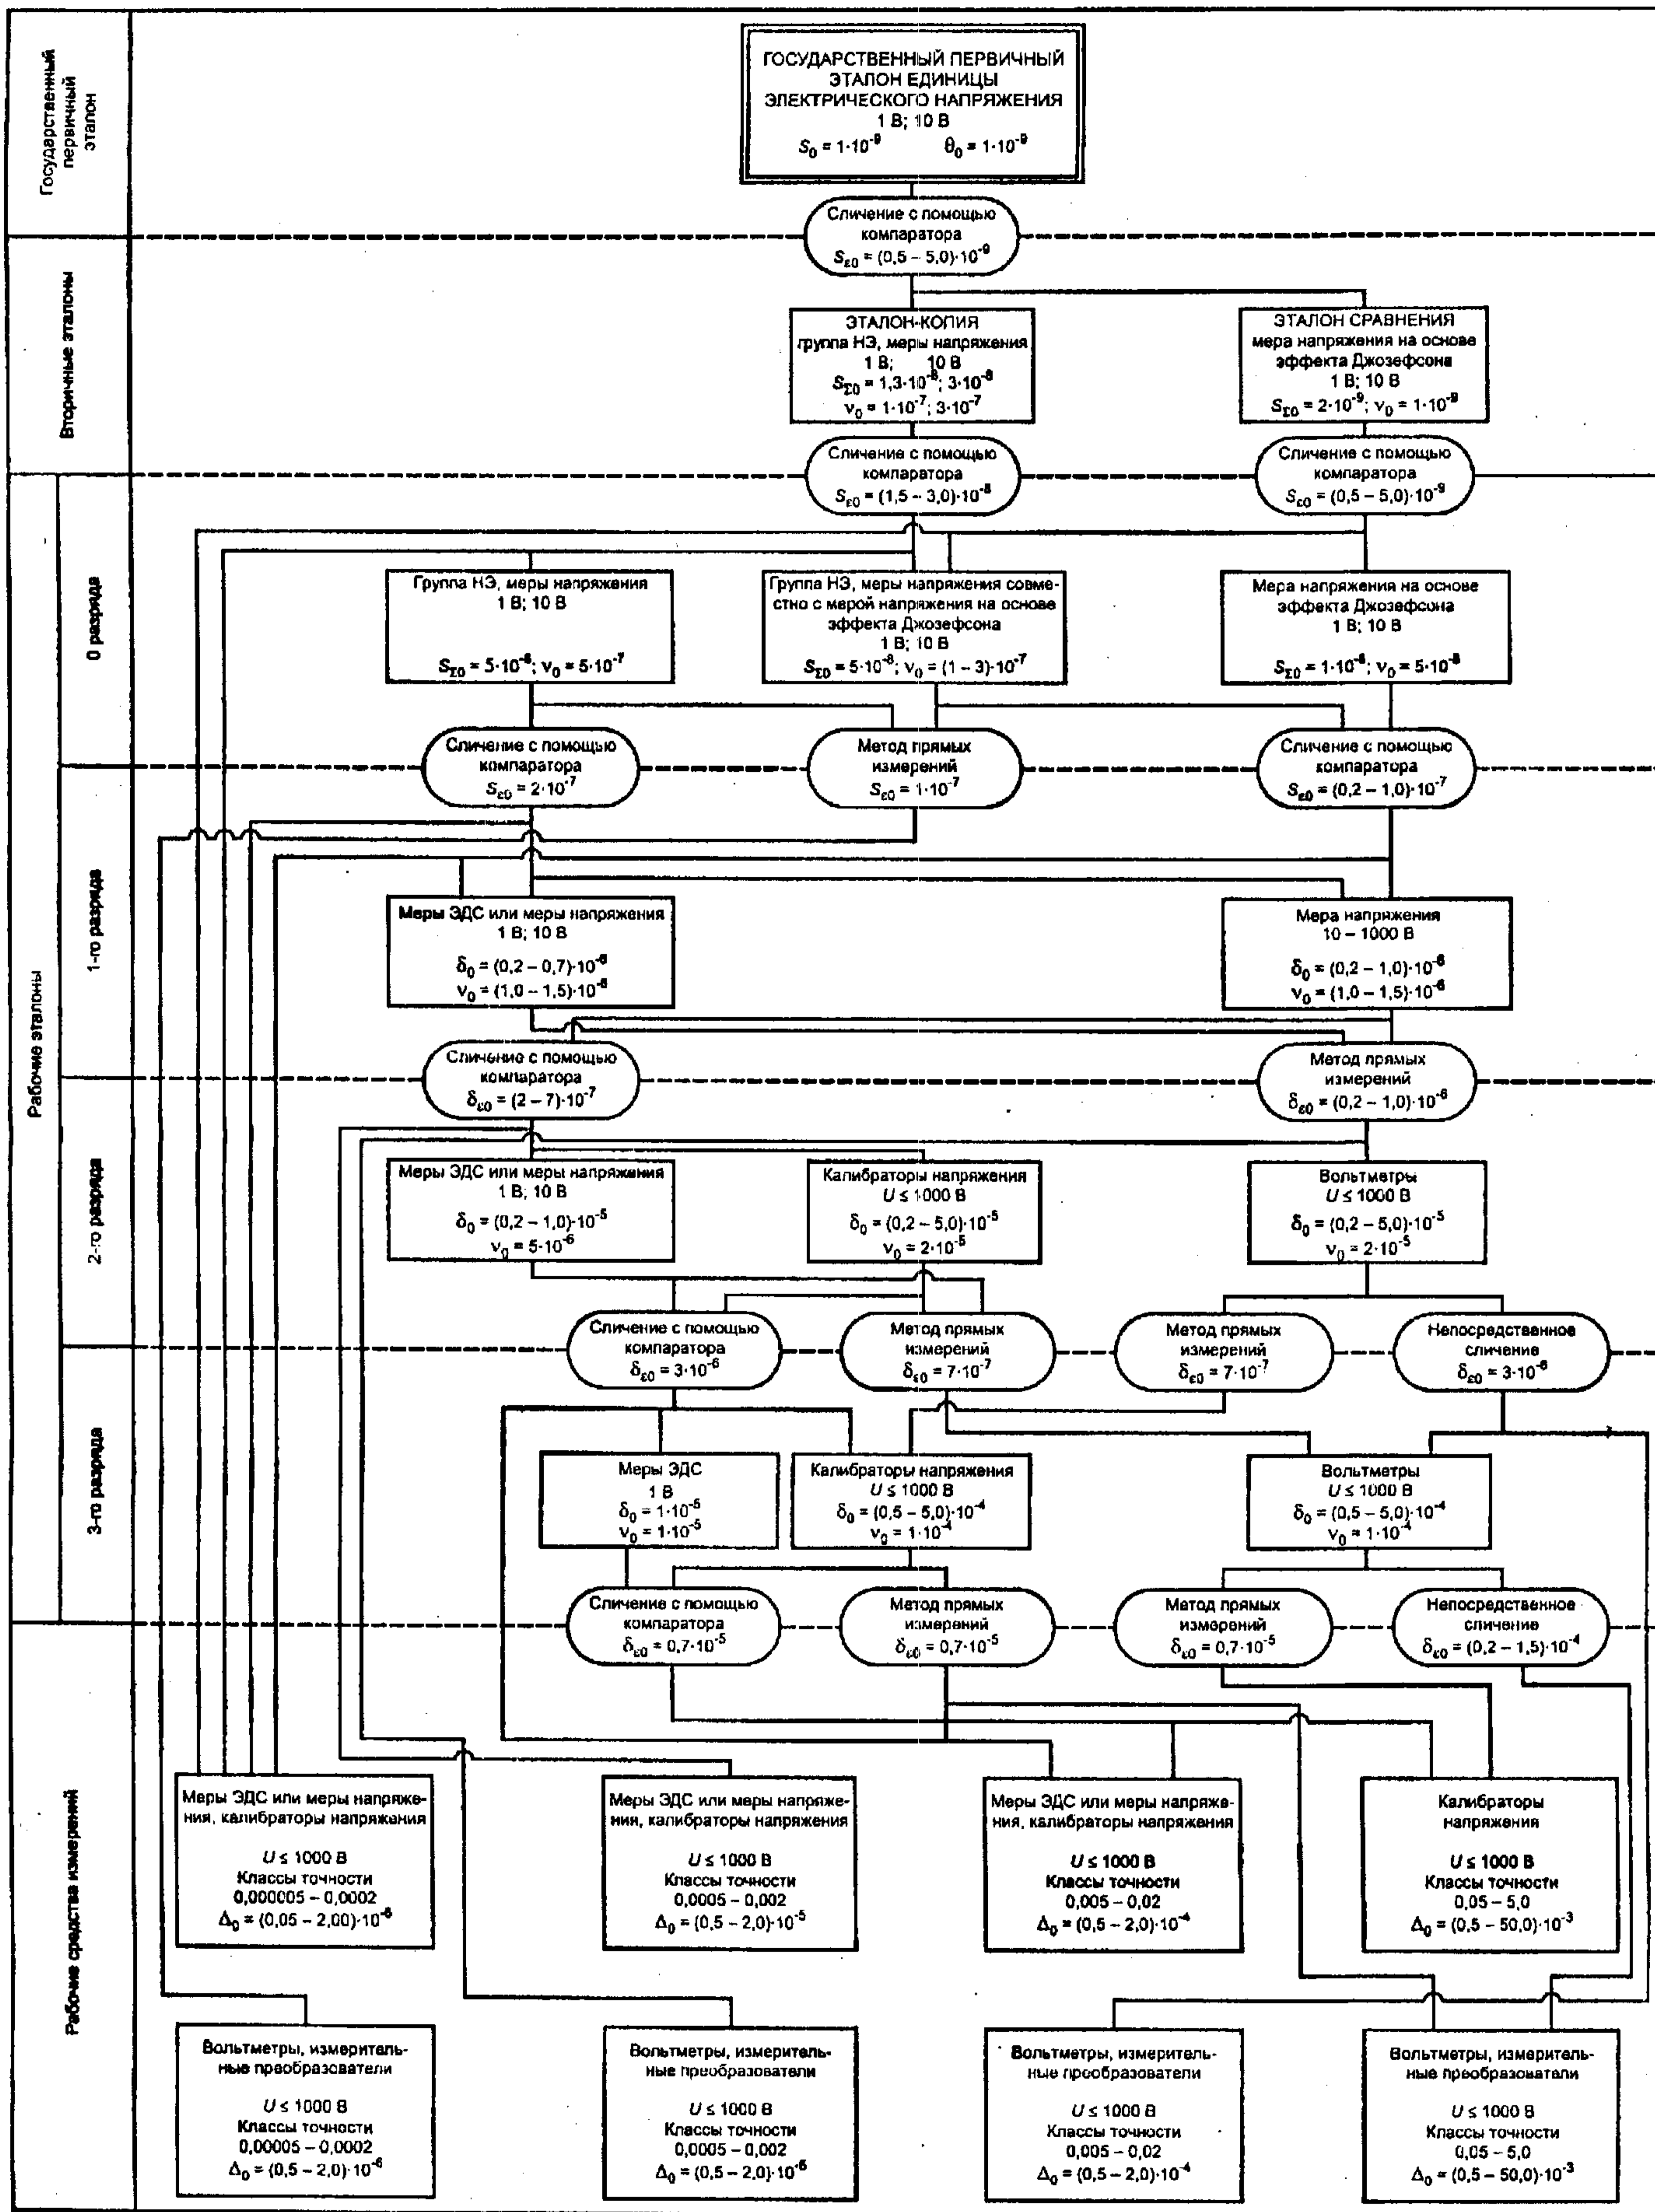 Государственный
первичный
эталон
ГОСУДАРСТВЕННЫЙ ПЕРВИЧНЫЙ
ЭТАЛОН ЕДИНИЦЫ
ЭЛЕКТРИЧЕСКОГО НАПРЯЖЕНИЯ
1 В; 10 В
S₀ = 1·10⁻⁹ θ₀ = 1·10⁻⁹
Сличение с помощью
компаратора
Sε₀ = (0,5 – 5,0)·10⁻⁹
Вторичные эталоны
ЭТАЛОН-КОПИЯ
группа НЭ, меры напряжения
1 В; 10 В
S_Σ0 = 1,3·10⁻⁸; 3·10⁻⁸
ν₀ = 1·10⁻⁷; 3·10⁻⁷
ЭТАЛОН СРАВНЕНИЯ
мера напряжения на основе
эффекта Джозефсона
1 В; 10 В
S_Σ0 = 2·10⁻⁹; ν₀ = 1·10⁻⁹
Сличение с помощью
компаратора
Sε₀ = (1,5 – 3,0)·10⁻⁸
Сличение с помощью
компаратора
Sε₀ = (0,5 – 5,0)·10⁻⁹
Рабочие эталоны
0 разряда
Группа НЭ, меры напряжения
1 В; 10 В
S_Σ0 = 5·10⁻⁸; ν₀ = 5·10⁻⁷
Группа НЭ, меры напряжения совме-
стно с мерой напряжения на основе
эффекта Джозефсона
1 В; 10 В
S_Σ0 = 5·10⁻⁸; ν₀ = (1 – 3)·10⁻⁷
Мера напряжения на основе
эффекта Джозефсона
1 В; 10 В
S_Σ0 = 1·10⁻⁸; ν₀ = 5·10⁻⁸
Сличение с помощью
компаратора
Sε₀ = 2·10⁻⁷
Метод прямых
измерений
Sε₀ = 1·10⁻⁷
Сличение с помощью
компаратора
Sε₀ = (0,2 – 1,0)·10⁻⁷
1-го разряда
Меры ЭДС или меры напряжения
1 В; 10 В
δ₀ = (0,2 – 0,7)·10⁻⁶
ν₀ = (1,0 – 1,5)·10⁻⁶
Мера напряжения
10 – 1000 В
δ₀ = (0,2 – 1,0)·10⁻⁶
ν₀ = (1,0 – 1,5)·10⁻⁶
Сличение с помощью
компаратора
δε₀ = (2 – 7)·10⁻⁷
Метод прямых
измерений
δε₀ = (0,2 – 1,0)·10⁻⁶
2-го разряда
Меры ЭДС или меры напряжения
1 В; 10 В
δ₀ = (0,2 – 1,0)·10⁻⁵
ν₀ = 5·10⁻⁶
Калибраторы напряжения
U ≤ 1000 В
δ₀ = (0,2 – 5,0)·10⁻⁵
ν₀ = 2·10⁻⁵
Вольтметры
U ≤ 1000 В
δ₀ = (0,2 – 5,0)·10⁻⁵
ν₀ = 2·10⁻⁵
Сличение с помощью
компаратора
δε₀ = 3·10⁻⁶
Метод прямых
измерений
δε₀ = 7·10⁻⁷
Метод прямых
измерений
δε₀ = 7·10⁻⁷
Непосредственное
сличение
δε₀ = 3·10⁻⁶
3-го разряда
Меры ЭДС
1 В
δ₀ = 1·10⁻⁵
ν₀ = 1·10⁻⁵
Калибраторы напряжения
U ≤ 1000 В
δ₀ = (0,5 – 5,0)·10⁻⁴
ν₀ = 1·10⁻⁴
Вольтметры
U ≤ 1000 В
δ₀ = (0,5 – 5,0)·10⁻⁴
ν₀ = 1·10⁻⁴
Сличение с помощью
компаратора
δε₀ = 0,7·10⁻⁵
Метод прямых
измерений
δε₀ = 0,7·10⁻⁵
Метод прямых
измерений
δε₀ = 0,7·10⁻⁵
Непосредственное
сличение
δε₀ = (0,2 – 1,5)·10⁻⁴
Рабочие средства измерений
Меры ЭДС или меры напряже-
ния, калибраторы напряжения
U ≤ 1000 В
Классы точности
0,000005 – 0,0002
Δ₀ = (0,05 – 2,00)·10⁻⁶
Меры ЭДС или меры напряже-
ния, калибраторы напряжения
U ≤ 1000 В
Классы точности
0,0005 – 0,002
Δ₀ = (0,5 – 2,0)·10⁻⁵
Меры ЭДС или меры напряже-
ния, калибраторы напряжения
U ≤ 1000 В
Классы точности
0,005 – 0,02
Δ₀ = (0,5 – 2,0)·10⁻⁴
Калибраторы
напряжения
U ≤ 1000 В
Классы точности
0,05 – 5,0
Δ₀ = (0,5 – 50,0)·10⁻³
Вольтметры, измеритель-
ные преобразователи
U ≤ 1000 В
Классы точности
0,00005 – 0,0002
Δ₀ = (0,5 – 2,0)·10⁻⁶
Вольтметры, измеритель-
ные преобразователи
U ≤ 1000 В
Классы точности
0,0005 – 0,002
Δ₀ = (0,5 – 2,0)·10⁻⁵
Вольтметры, измеритель-
ные преобразователи
U ≤ 1000 В
Классы точности
0,005 – 0,02
Δ₀ = (0,5 – 2,0)·10⁻⁴
Вольтметры, измеритель-
ные преобразователи
U ≤ 1000 В
Классы точности
0,05 – 5,0
Δ₀ = (0,5 – 50,0)·10⁻³